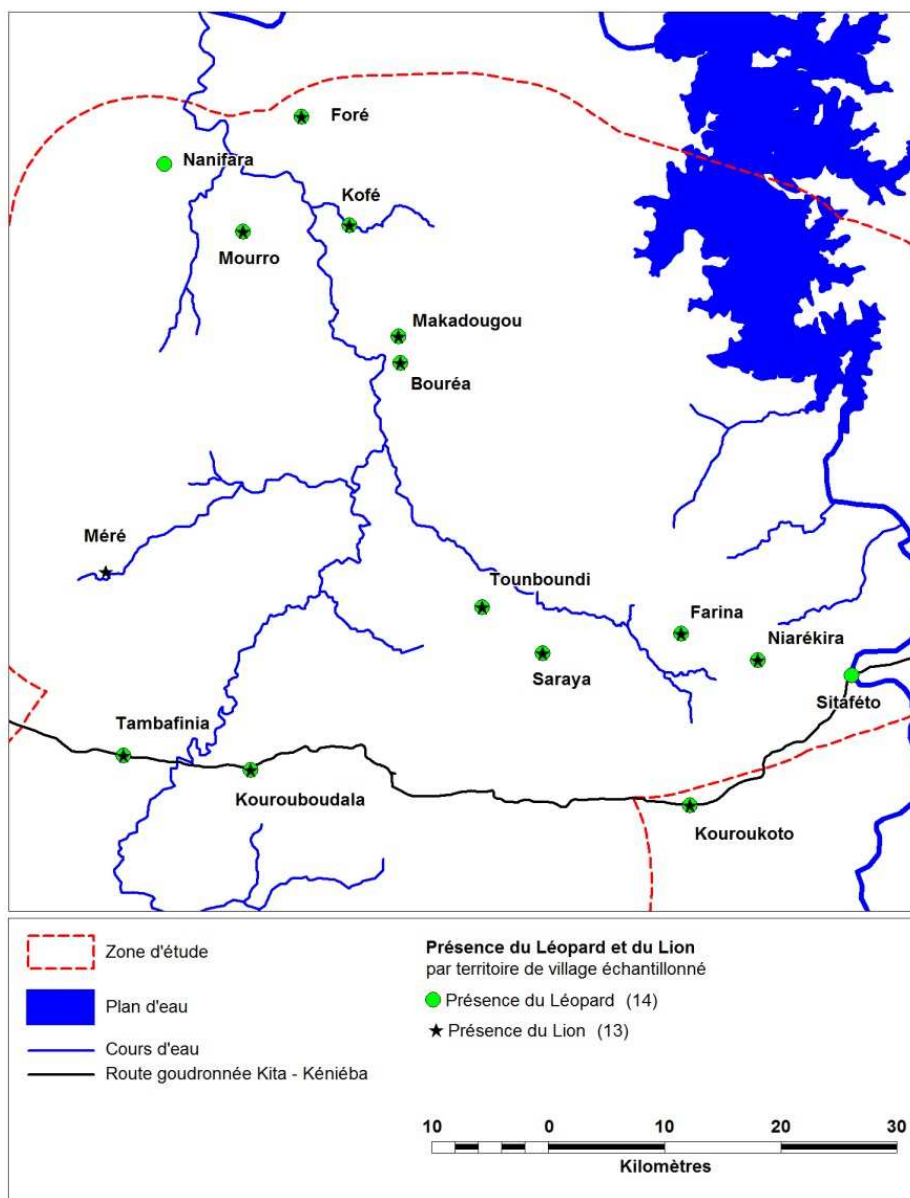 Foré
Nanifara
Kofé
Mourro
Makadougou
Bouréa
Méré
Tounboundi
Farina
Niarékira
Saraya
Sitaféto
Tambafinia
Kourouboudala
Kouroukoto
Zone d'étude
Plan d'eau
Cours d'eau
Route goudronnée Kita - Kéniéba
Présence du Léopard et du Lion
par territoire de village échantillonné
Présence du Léopard (14)
Présence du Lion (13)
10 0 10 20 30
Kilomètres